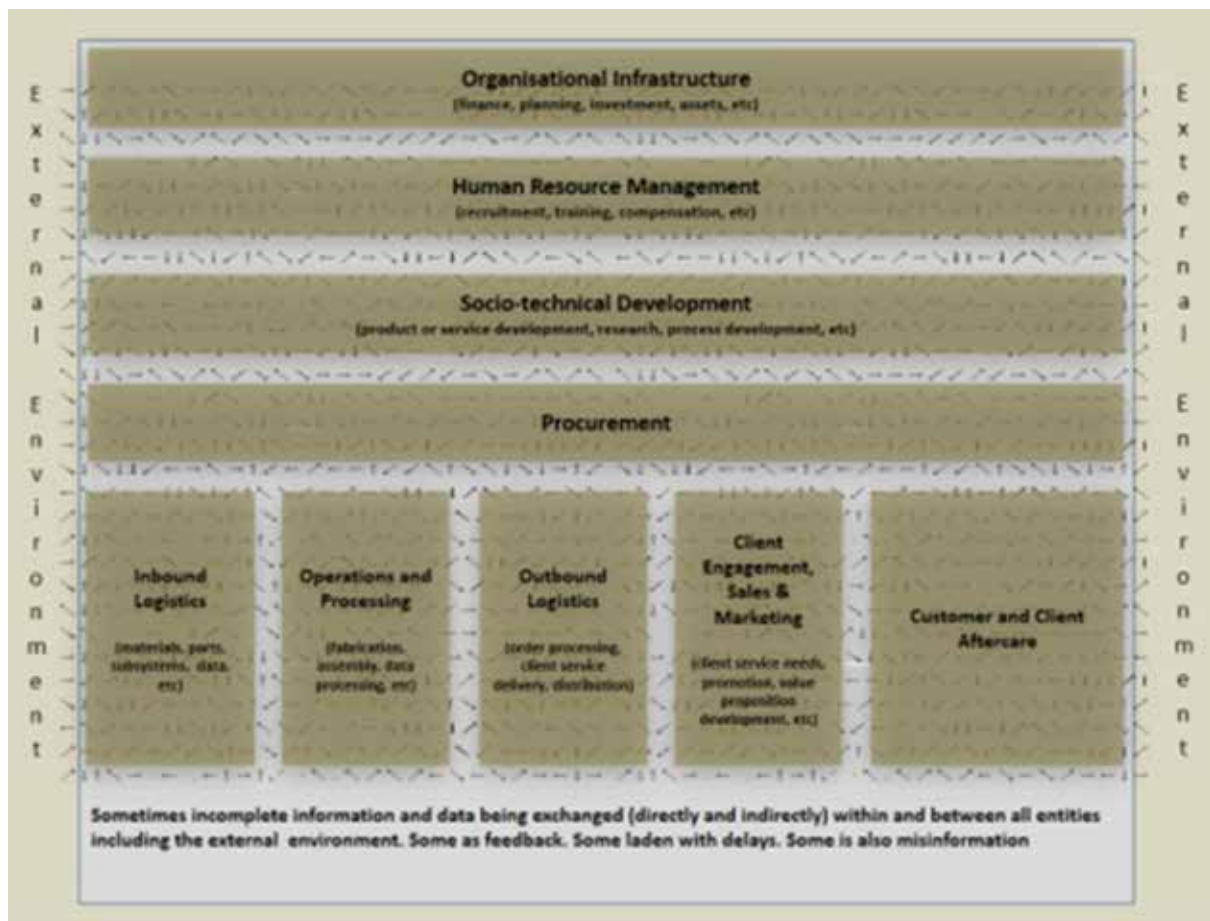 Organisational Infrastructure
(finance, planning, investment, assets, etc)
Human Resource Management
(recruitment, training, compensation, etc)
Socio-technical Development
(product or service development, research, process development, etc)
Procurement
Inbound
Logistics
(materials, parts,
subsystems, data,
etc)
Operations and
Processing
(fabrication,
assembly, data
processing, etc)
Outbound
Logistics
(order processing,
client service
delivery, distribution)
Client
Engagement,
Sales &
Marketing
(client service needs,
promotion, value
proposition
development, etc)
Customer and Client
Aftercare
External Environment
External Environment
Sometimes incomplete information and data being exchanged (directly and indirectly) within and between all entities
including the external environment. Some as feedback. Some laden with delays. Some is also misinformation